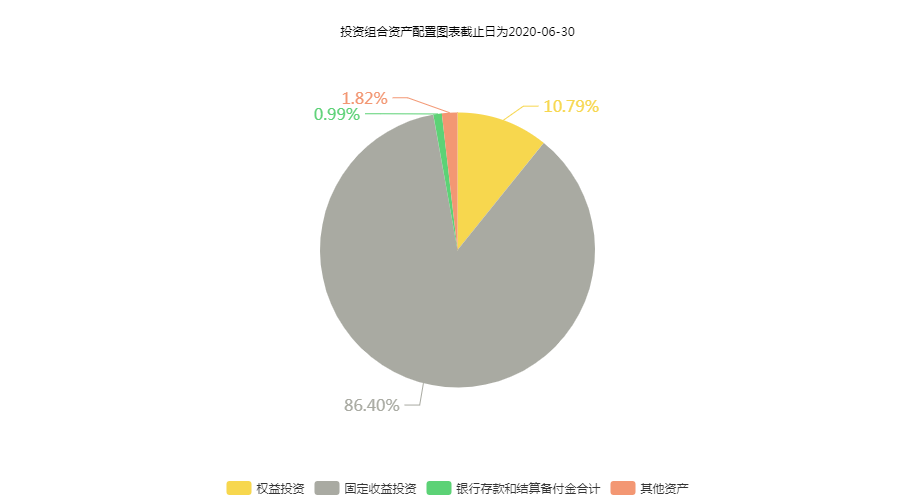 投资组合资产配置图表截止日为2020-06-30
1.82%
10.79%
0.99%
86.40%
权益投资 固定收益投资 银行存款和结算备付金合计 其他资产